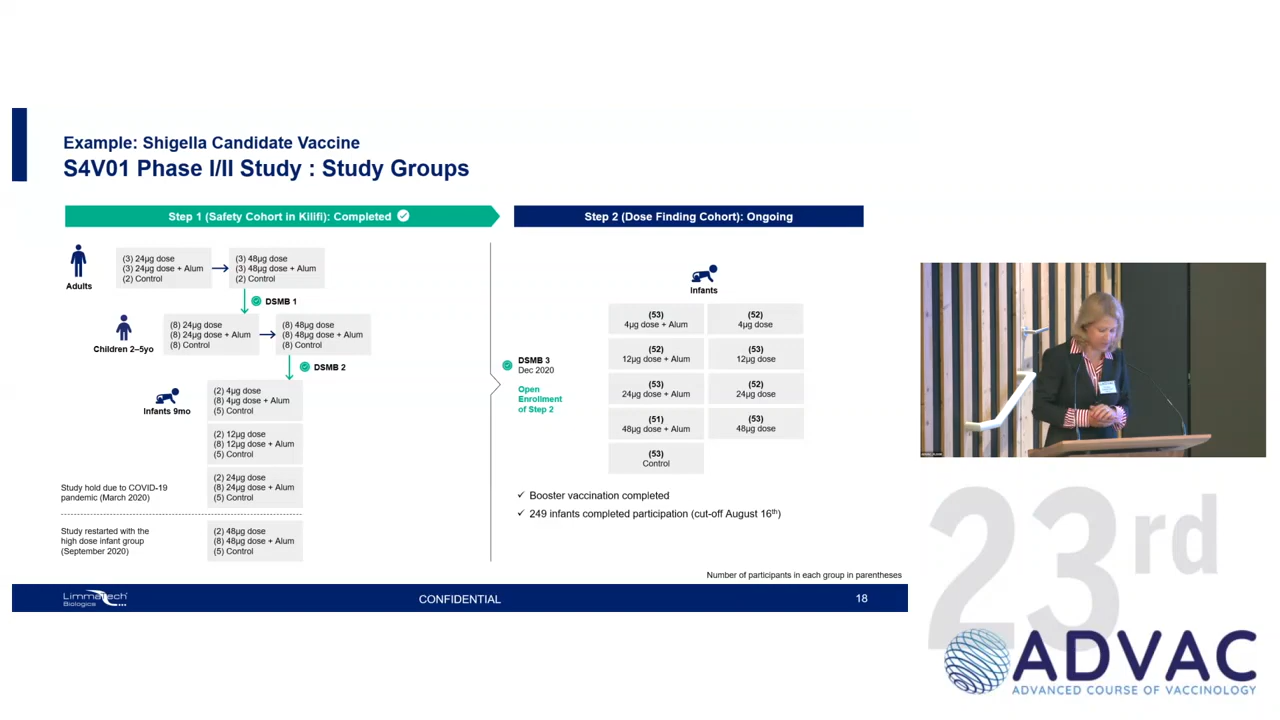 Example: Shigella Candidate Vaccine
S4V01 Phase I/II Study : Study Groups
Step 1 (Safety Cohort in Kilifi): Completed
Adults
(3) 24µg dose
(3) 24µg dose + Alum
(2) Control
(3) 48µg dose
(3) 48µg dose + Alum
(2) Control
DSMB 1
Children 2–5yo
(8) 24µg dose
(8) 24µg dose + Alum
(8) Control
(8) 48µg dose
(8) 48µg dose + Alum
(8) Control
DSMB 2
Infants 9mo
(2) 4µg dose
(8) 4µg dose + Alum
(5) Control
(2) 12µg dose
(8) 12µg dose + Alum
(5) Control
(2) 24µg dose
(8) 24µg dose + Alum
(5) Control
Study hold due to COVID-19
pandemic (March 2020)
Study restarted with the
high dose infant group
(September 2020)
(2) 48µg dose
(8) 48µg dose + Alum
(5) Control
Step 2 (Dose Finding Cohort): Ongoing
DSMB 3
Dec 2020
Open
Enrollment
of Step 2
Infants
(53)
4µg dose + Alum
(52)
4µg dose
(52)
12µg dose + Alum
(53)
12µg dose
(53)
24µg dose + Alum
(52)
24µg dose
(51)
48µg dose + Alum
(53)
48µg dose
(53)
Control
✓ Booster vaccination completed
✓ 249 infants completed participation (cut-off August 16th)
Number of participants in each group in parentheses
LimmaTech
Biologics
CONFIDENTIAL
18
23rd
ADVAC
ADVANCED COURSE OF VACCINOLOGY